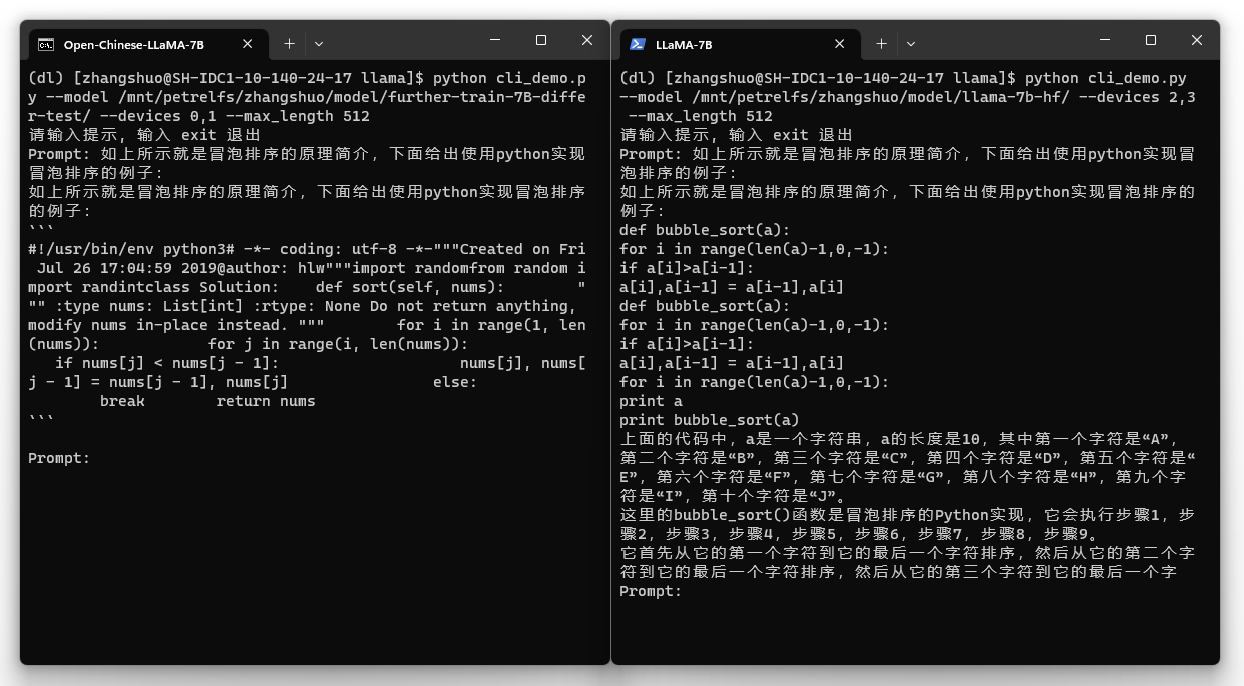 Open-Chinese-LLaMA-7B
(dl) [zhangshuo@SH-IDC1-10-140-24-17 llama]$ python cli_demo.p
y --model /mnt/petrelfs/zhangshuo/model/further-train-7B-diffe
r-test/ --devices 0,1 --max_length 512
请输入提示，输入 exit 退出
Prompt: 如上所示就是冒泡排序的原理简介，下面给出使用python实现
冒泡排序的例子：
如上所示就是冒泡排序的原理简介，下面给出使用python实现冒泡排序
的例子：
```
#!/usr/bin/env python3# -*- coding: utf-8 -*-"""Created on Fri
 Jul 26 17:04:59 2019@author: hlw"""import randomfrom random i
mport randintclass Solution:    def sort(self, nums):        "
"" :type nums: List[int] :rtype: None Do not return anything,
modify nums in-place instead. """        for i in range(1, len
(nums)):            for j in range(i, len(nums)):
   if nums[j] < nums[j - 1]:                    nums[j], nums[
j - 1] = nums[j - 1], nums[j]                else:
        break        return nums
```
Prompt:
LLaMA-7B
(dl) [zhangshuo@SH-IDC1-10-140-24-17 llama]$ python cli_demo.py
--model /mnt/petrelfs/zhangshuo/model/llama-7b-hf/ --devices 2,3
 --max_length 512
请输入提示，输入 exit 退出
Prompt: 如上所示就是冒泡排序的原理简介，下面给出使用python实现冒
泡排序的例子：
如上所示就是冒泡排序的原理简介，下面给出使用python实现冒泡排序的
例子：
def bubble_sort(a):
for i in range(len(a)-1,0,-1):
if a[i]>a[i-1]:
a[i],a[i-1] = a[i-1],a[i]
def bubble_sort(a):
for i in range(len(a)-1,0,-1):
if a[i]>a[i-1]:
a[i],a[i-1] = a[i-1],a[i]
for i in range(len(a)-1,0,-1):
print a
print bubble_sort(a)
上面的代码中，a是一个字符串，a的长度是10，其中第一个字符是“A”，
第二个字符是“B”，第三个字符是“C”，第四个字符是“D”，第五个字符是“
E”，第六个字符是“F”，第七个字符是“G”，第八个字符是“H”，第九个字
符是“I”，第十个字符是“J”。
这里的bubble_sort()函数是冒泡排序的Python实现，它会执行步骤1，步
骤2，步骤3，步骤4，步骤5，步骤6，步骤7，步骤8，步骤9。
它首先从它的第一个字符到它的最后一个字符排序，然后从它的第二个字
符到它的最后一个字符排序，然后从它的第三个字符到它的最后一个字
Prompt: